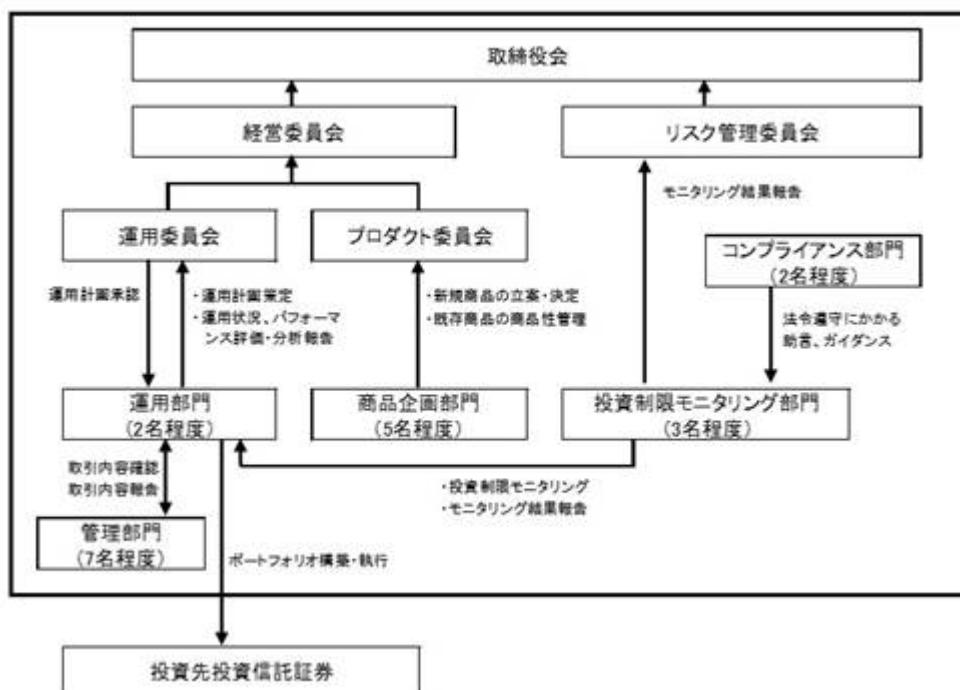 取締役会
経営委員会
リスク管理委員会
モニタリング結果報告
運用委員会
プロダクト委員会
コンプライアンス部門
(2名程度)
運用計画承認
・運用計画策定
・運用状況、パフォーマ
ンス評価・分析報告
・新規商品の立案・決定
・既存商品の商品性管理
法令遵守にかかる
助言、ガイダンス
運用部門
(2名程度)
商品企画部門
(5名程度)
投資制限モニタリング部門
(3名程度)
取引内容確認
取引内容報告
・投資制限モニタリング
・モニタリング結果報告
管理部門
(7名程度)
ポートフォリオ構築・執行
投資先投資信託証券